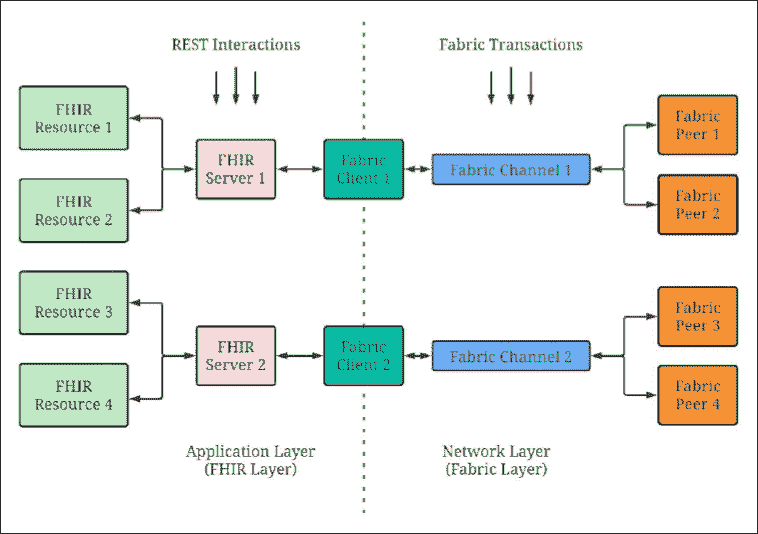 REST Interactions
Fabric Transactions
FHIR
Resource 1
FHIR
Resource 2
FHIR
Server 1
Fabric
Client 1
Fabric Channel 1
Fabric
Peer 1
Fabric
Peer 2
FHIR
Resource 3
FHIR
Resource 4
FHIR
Server 2
Fabric
Client 2
Fabric Channel 2
Fabric
Peer 3
Fabric
Peer 4
Application Layer
(FHIR Layer)
Network Layer
(Fabric Layer)